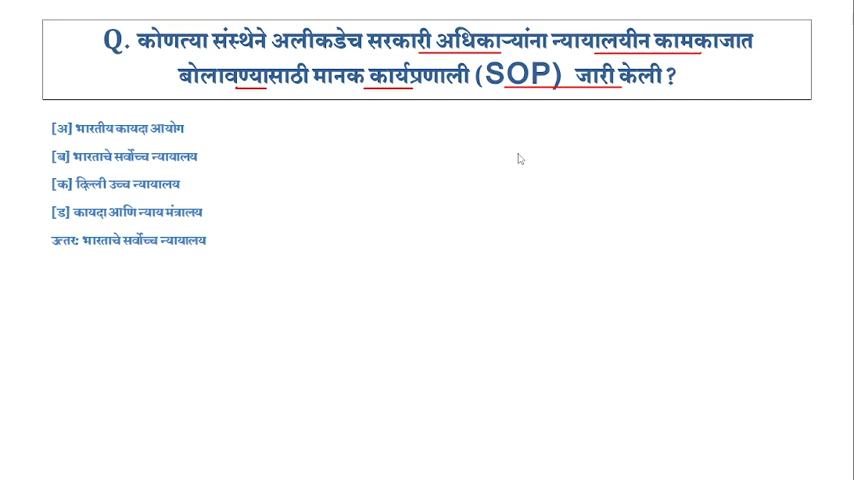 Q. कोणत्या संस्थेने अलीकडेच सरकारी अधिकाऱ्यांना न्यायालयीन कामकाजात
बोलावण्यासाठी मानक कार्यप्रणाली (SOP) जारी केली ?
[अ] भारतीय कायदा आयोग
[ब] भारताचे सर्वोच्च न्यायालय
[क] दिल्ली उच्च न्यायालय
[ड] कायदा आणि न्याय मंत्रालय
उत्तर: भारताचे सर्वोच्च न्यायालय